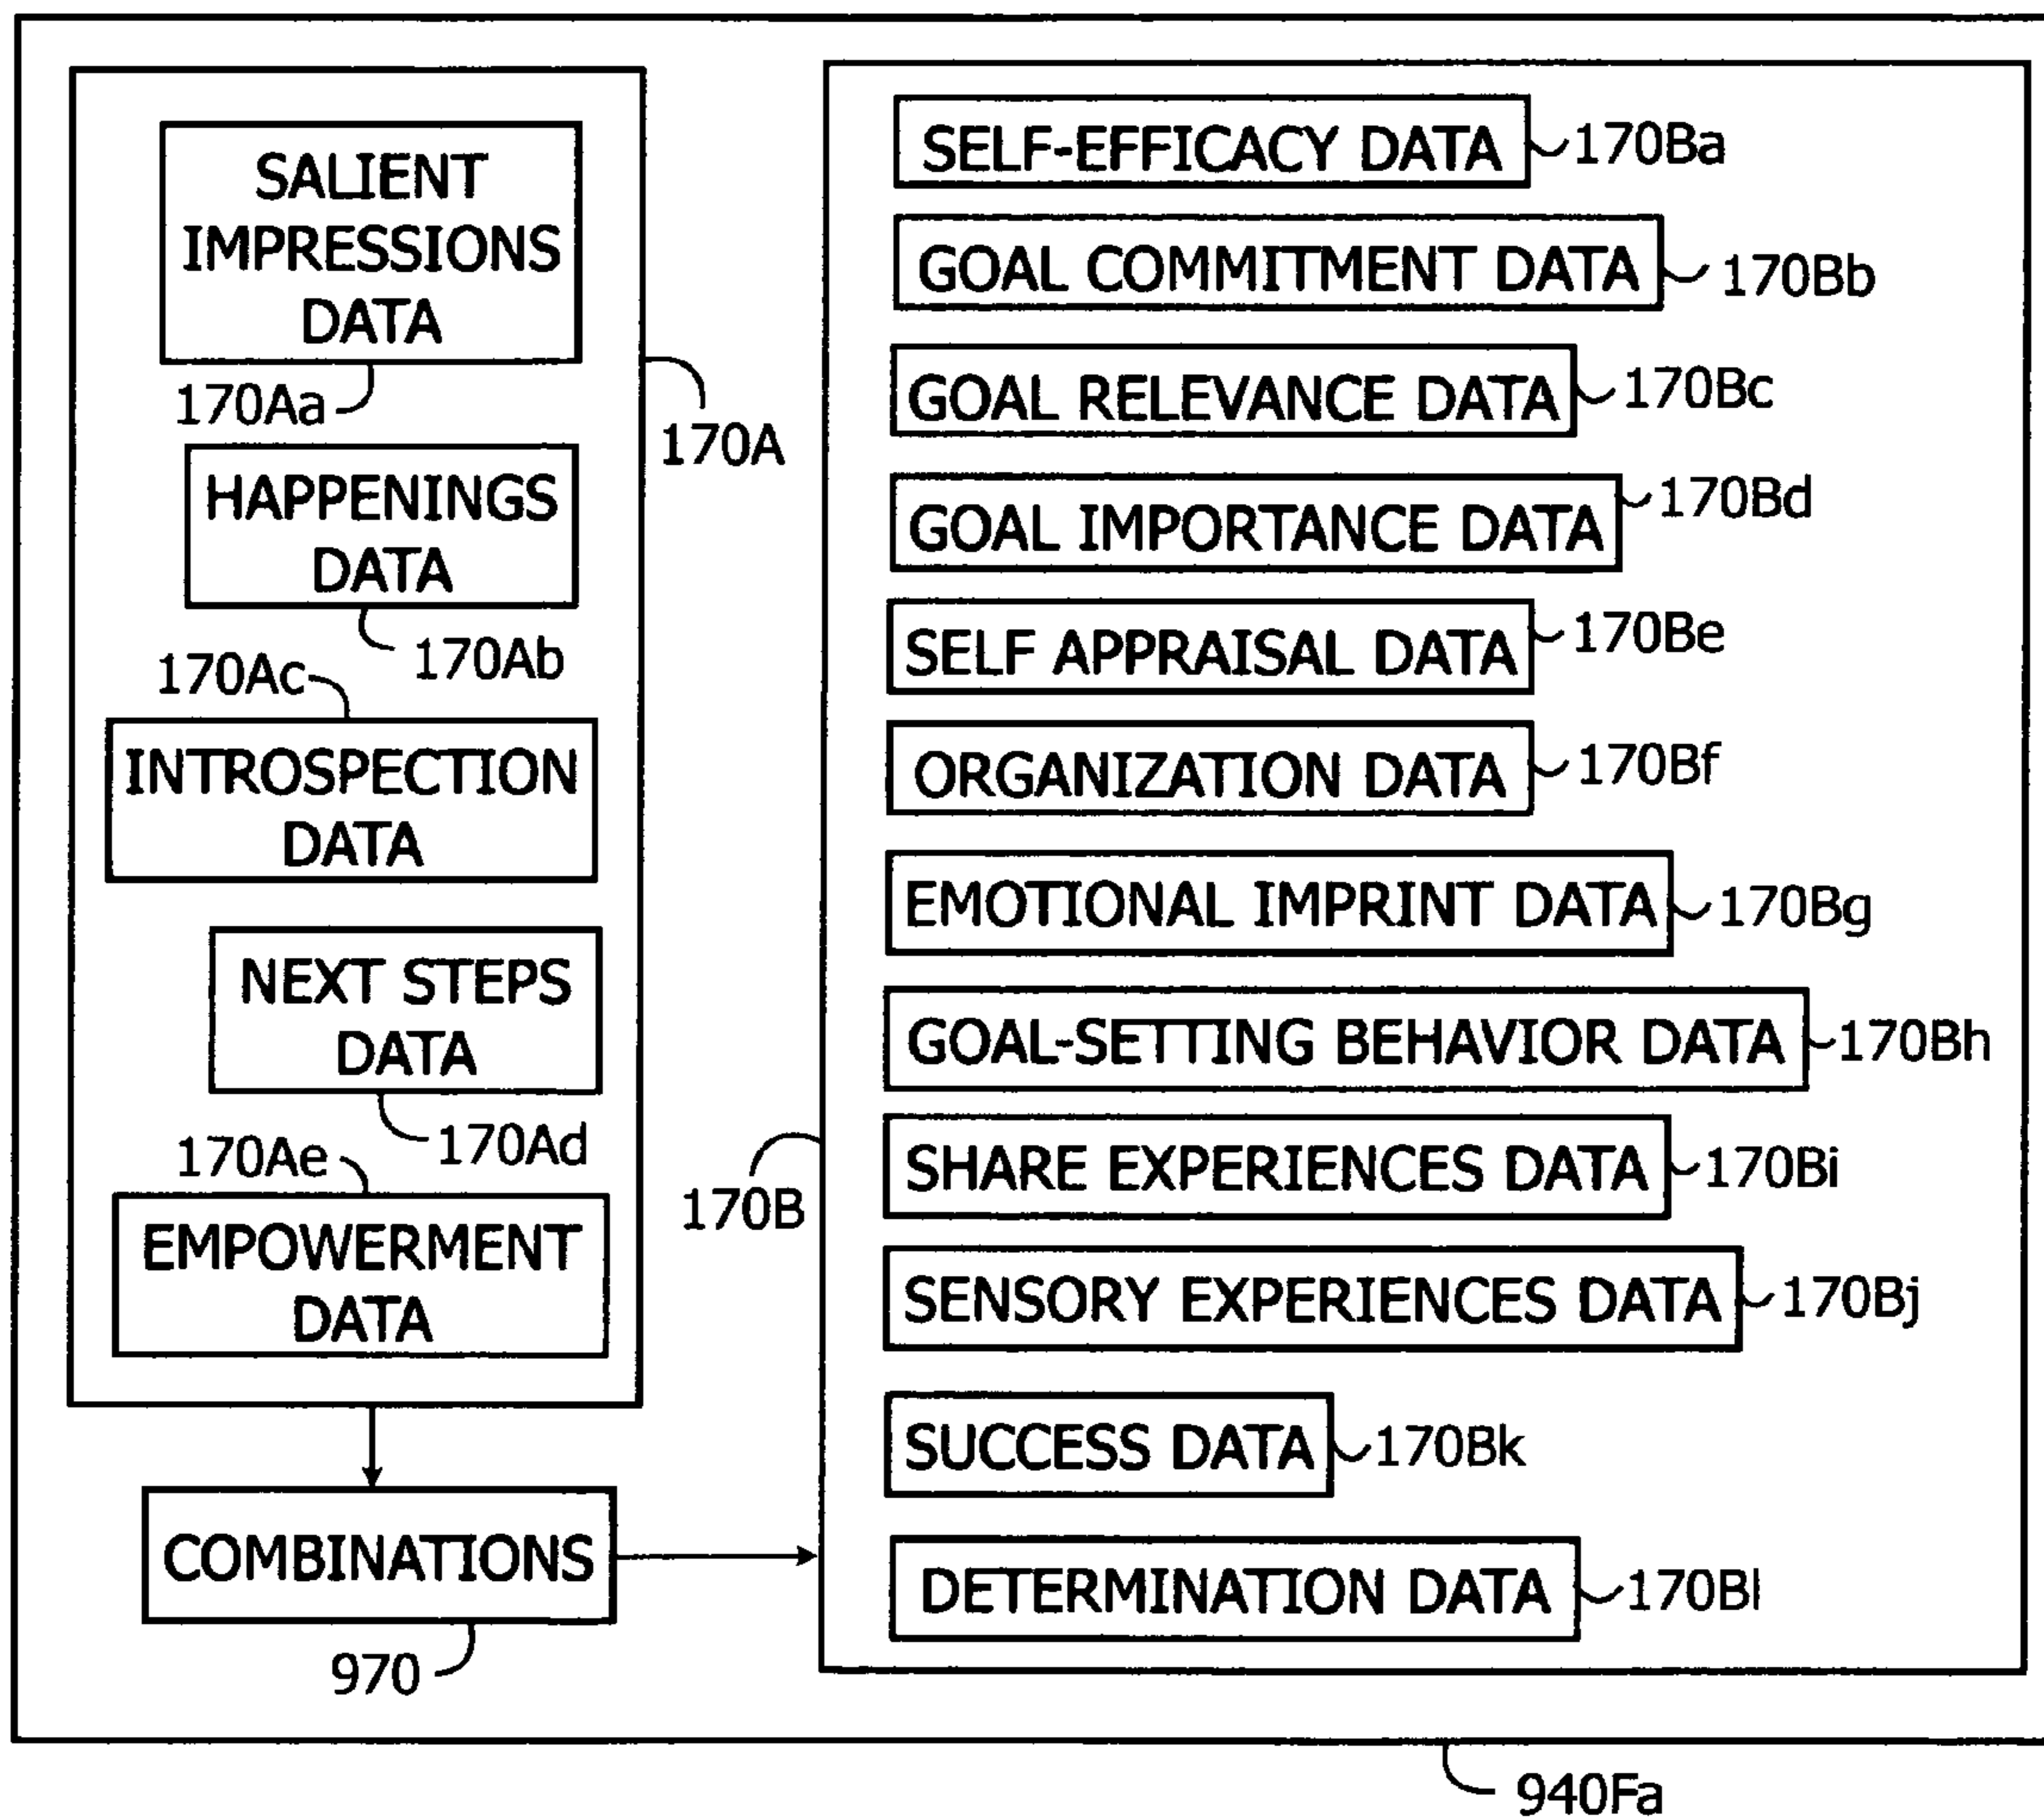 SALIENT
IMPRESSIONS
DATA
170Aa
170A
HAPPENINGS
DATA
170Ab
170Ac
INTROSPECTION
DATA
NEXT STEPS
DATA
170Ad
170Ae
EMPOWERMENT
DATA
COMBINATIONS
970
170B
SELF-EFFICACY DATA
170Ba
GOAL COMMITMENT DATA
170Bb
GOAL RELEVANCE DATA
170Bc
GOAL IMPORTANCE DATA
170Bd
SELF APPRAISAL DATA
170Be
ORGANIZATION DATA
170Bf
EMOTIONAL IMPRINT DATA
170Bg
GOAL-SETTING BEHAVIOR DATA
170Bh
SHARE EXPERIENCES DATA
170Bi
SENSORY EXPERIENCES DATA
170Bj
SUCCESS DATA
170Bk
DETERMINATION DATA
170Bl
940Fa